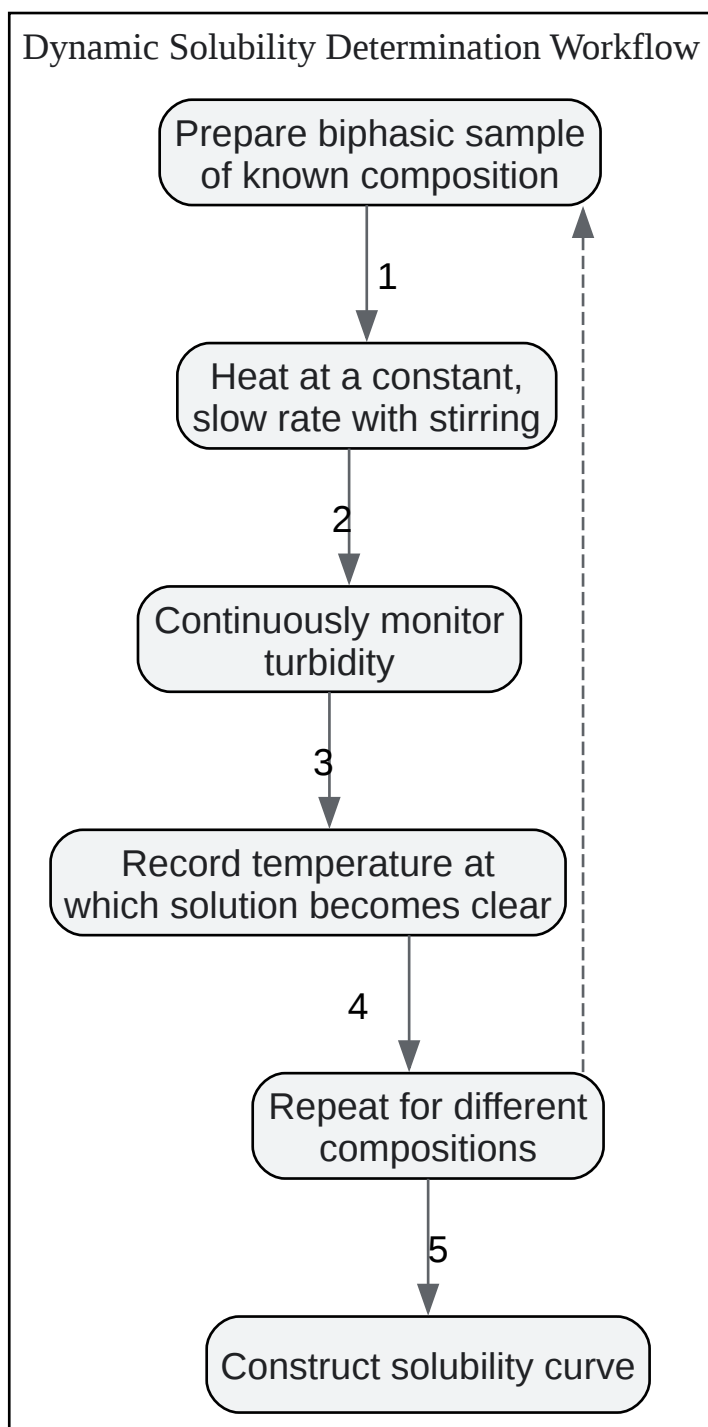 Dynamic Solubility Determination Workflow
Prepare biphasic sample
of known composition
1
Heat at a constant,
slow rate with stirring
2
Continuously monitor
turbidity
3
Record temperature at
which solution becomes clear
4
Repeat for different
compositions
5
Construct solubility curve